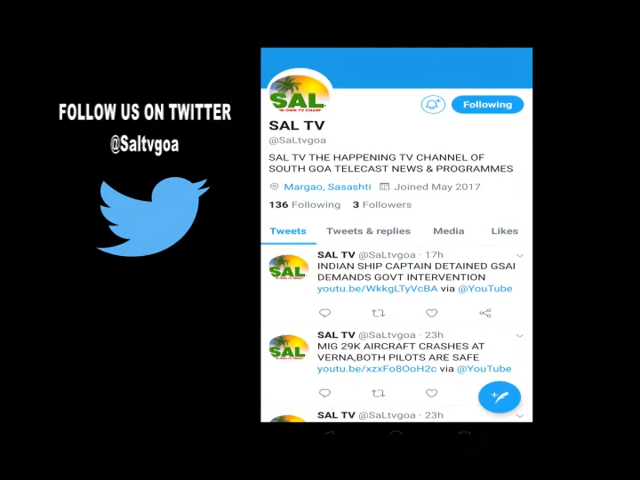 FOLLOW US ON TWITTER
@Saltvgoa
SAL
Following
SAL TV
@SaLtvgoa
SAL TV THE HAPPENING TV CHANNEL OF
SOUTH GOA TELECAST NEWS & PROGRAMMES
Margao, Sasashti Joined May 2017
136 Following 3 Followers
Tweets Tweets & replies Media Likes
SAL TV @SaLtvgoa · 17h
INDIAN SHIP CAPTAIN DETAINED GSAI
DEMANDS GOVT INTERVENTION
youtu.be/WkkgLTyVcBA via @YouTube
SAL
SAL TV @SaLtvgoa · 23h
MIG 29K AIRCRAFT CRASHES AT
VERNA,BOTH PILOTS ARE SAFE
youtu.be/xzxFo8OoH2c via @YouTube
SAL
SAL TV @SaLtvgoa · 23h